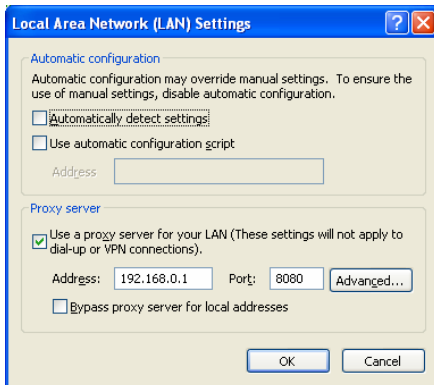 Local Area Network (LAN) Settings
Automatic configuration
Automatic configuration may override manual settings. To ensure the
use of manual settings, disable automatic configuration.
Automatically detect settings
Use automatic configuration script
Address
Proxy server
Use a proxy server for your LAN (These settings will not apply to
dial-up or VPN connections).
Address: 192.168.0.1 Port: 8080 Advanced...
Bypass proxy server for local addresses
OK Cancel